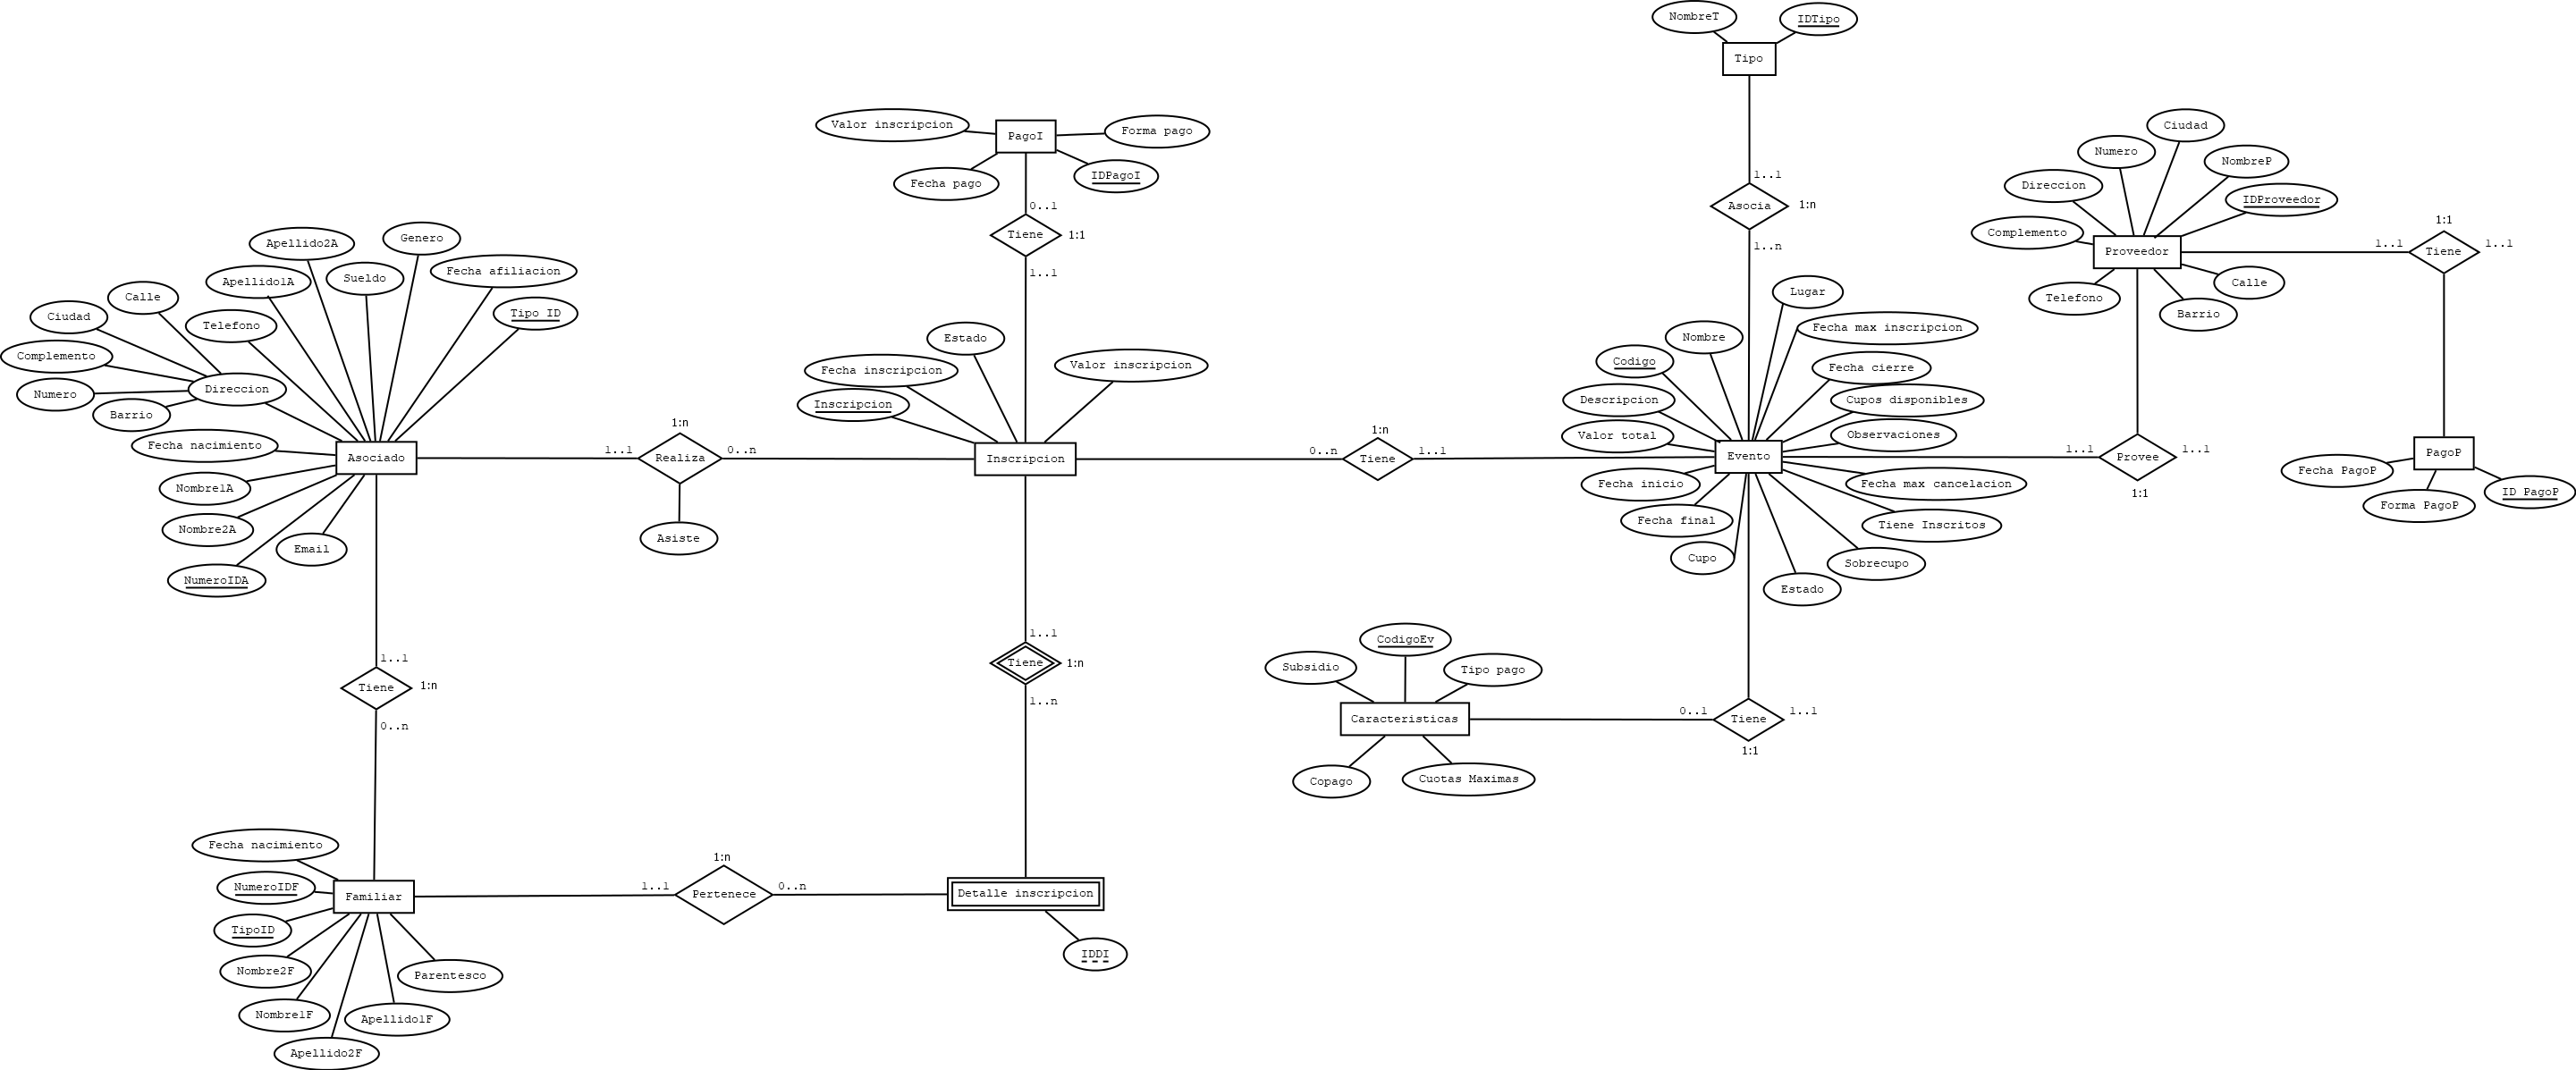 NombreT
IDTipo
Tipo
1..1
Asocia
1:n
1..n
Valor inscripcion
PagoI
Forma pago
Fecha pago
IDPagoI
0..1
Tiene
1:1
1..1
Ciudad
Numero
NombreP
Direccion
IDProveedor
Complemento
Proveedor
Telefono
Calle
Barrio
1..1
1:1
Tiene
1..1
Apellido2A
Genero
Apellido1A
Sueldo
Fecha afiliacion
Calle
Tipo ID
Ciudad
Telefono
Complemento
Direccion
Numero
Barrio
Fecha nacimiento
Asociado
Nombre1A
Nombre2A
Email
NumeroIDA
1..1
1:n
Realiza
0..n
Asiste
Estado
Fecha inscripcion
Valor inscripcion
Inscripcion
Inscripcion
0..n
1:n
Tiene
1..1
Lugar
Nombre
Fecha max inscripcion
Codigo
Fecha cierre
Descripcion
Cupos disponibles
Valor total
Observaciones
Evento
Fecha inicio
Fecha max cancelacion
Fecha final
Tiene Inscritos
Cupo
Sobrecupo
Estado
1..1
Provee
1..1
1:1
PagoP
Fecha PagoP
Forma PagoP
ID PagoP
1..1
Tiene
1:n
0..n
1..1
Tiene
1:n
1..n
CodigoEv
Subsidio
Tipo pago
Caracteristicas
Copago
Cuotas Maximas
0..1
Tiene
1..1
1:1
Fecha nacimiento
NumeroIDF
Familiar
TipoID
Nombre2F
Parentesco
Nombre1F
Apellido1F
Apellido2F
1..1
1:n
Pertenece
0..n
Detalle inscripcion
IDDI